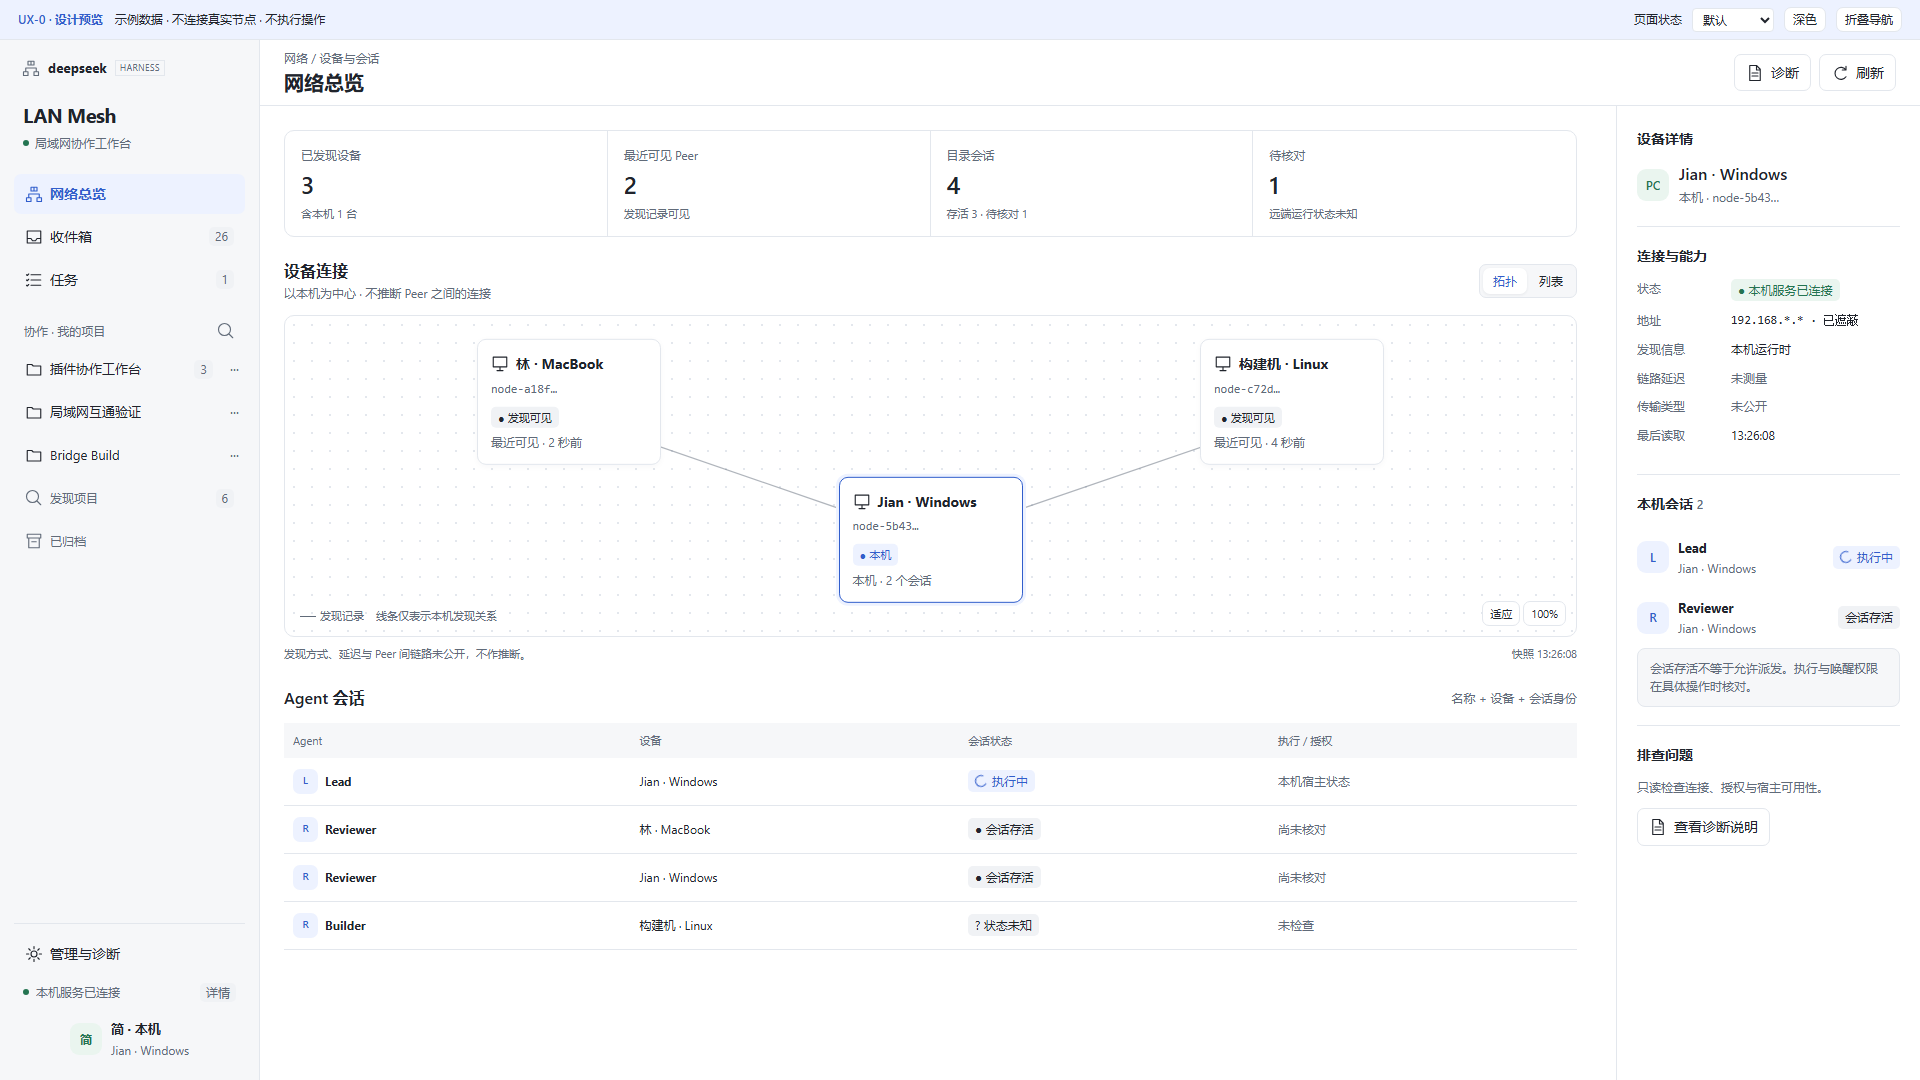 UX-0 · 设计预览 示例数据 · 不连接真实节点 · 不执行操作 页面状态 默认 深色 折叠导航
deepseek HARNESS
LAN Mesh
局域网协作工作台
网络总览
收件箱 26
任务 1
协作 · 我的项目
插件协作工作台 3 ...
局域网互通验证 ...
Bridge Build ...
发现项目 6
已归档
管理与诊断
本机服务已连接 详情
简 简 · 本机
Jian · Windows
网络 / 设备与会话
网络总览
诊断 刷新
已发现设备
3
含本机 1 台
最近可见 Peer
2
发现记录可见
目录会话
4
存活 3 · 待核对 1
待核对
1
远端运行状态未知
设备连接
以本机为中心 · 不推断 Peer 之间的连接
拓扑 列表
林 · MacBook
node-a18f…
● 发现可见
最近可见 · 2 秒前
构建机 · Linux
node-c72d…
● 发现可见
最近可见 · 4 秒前
Jian · Windows
node-5b43…
● 本机
本机 · 2 个会话
发现记录 线条仅表示本机发现关系
适应 100%
发现方式、延迟与 Peer 间链路未公开，不作推断。 快照 13:26:08
Agent 会话 名称 + 设备 + 会话身份
Agent 设备 会话状态 执行 / 授权
L Lead Jian · Windows 执行中 本机宿主状态
R Reviewer 林 · MacBook ● 会话存活 尚未核对
R Reviewer Jian · Windows ● 会话存活 尚未核对
R Builder 构建机 · Linux ? 状态未知 未检查
设备详情
PC Jian · Windows
本机 · node-5b43…
连接与能力
状态 ● 本机服务已连接
地址 192.168.*.* · 已遮蔽
发现信息 本机运行时
链路延迟 未测量
传输类型 未公开
最后读取 13:26:08
本机会话 2
L Lead
Jian · Windows
执行中
R Reviewer
Jian · Windows
会话存活
会话存活不等于允许派发。执行与唤醒权限
在具体操作时核对。
排查问题
只读检查连接、授权与宿主可用性。
查看诊断说明